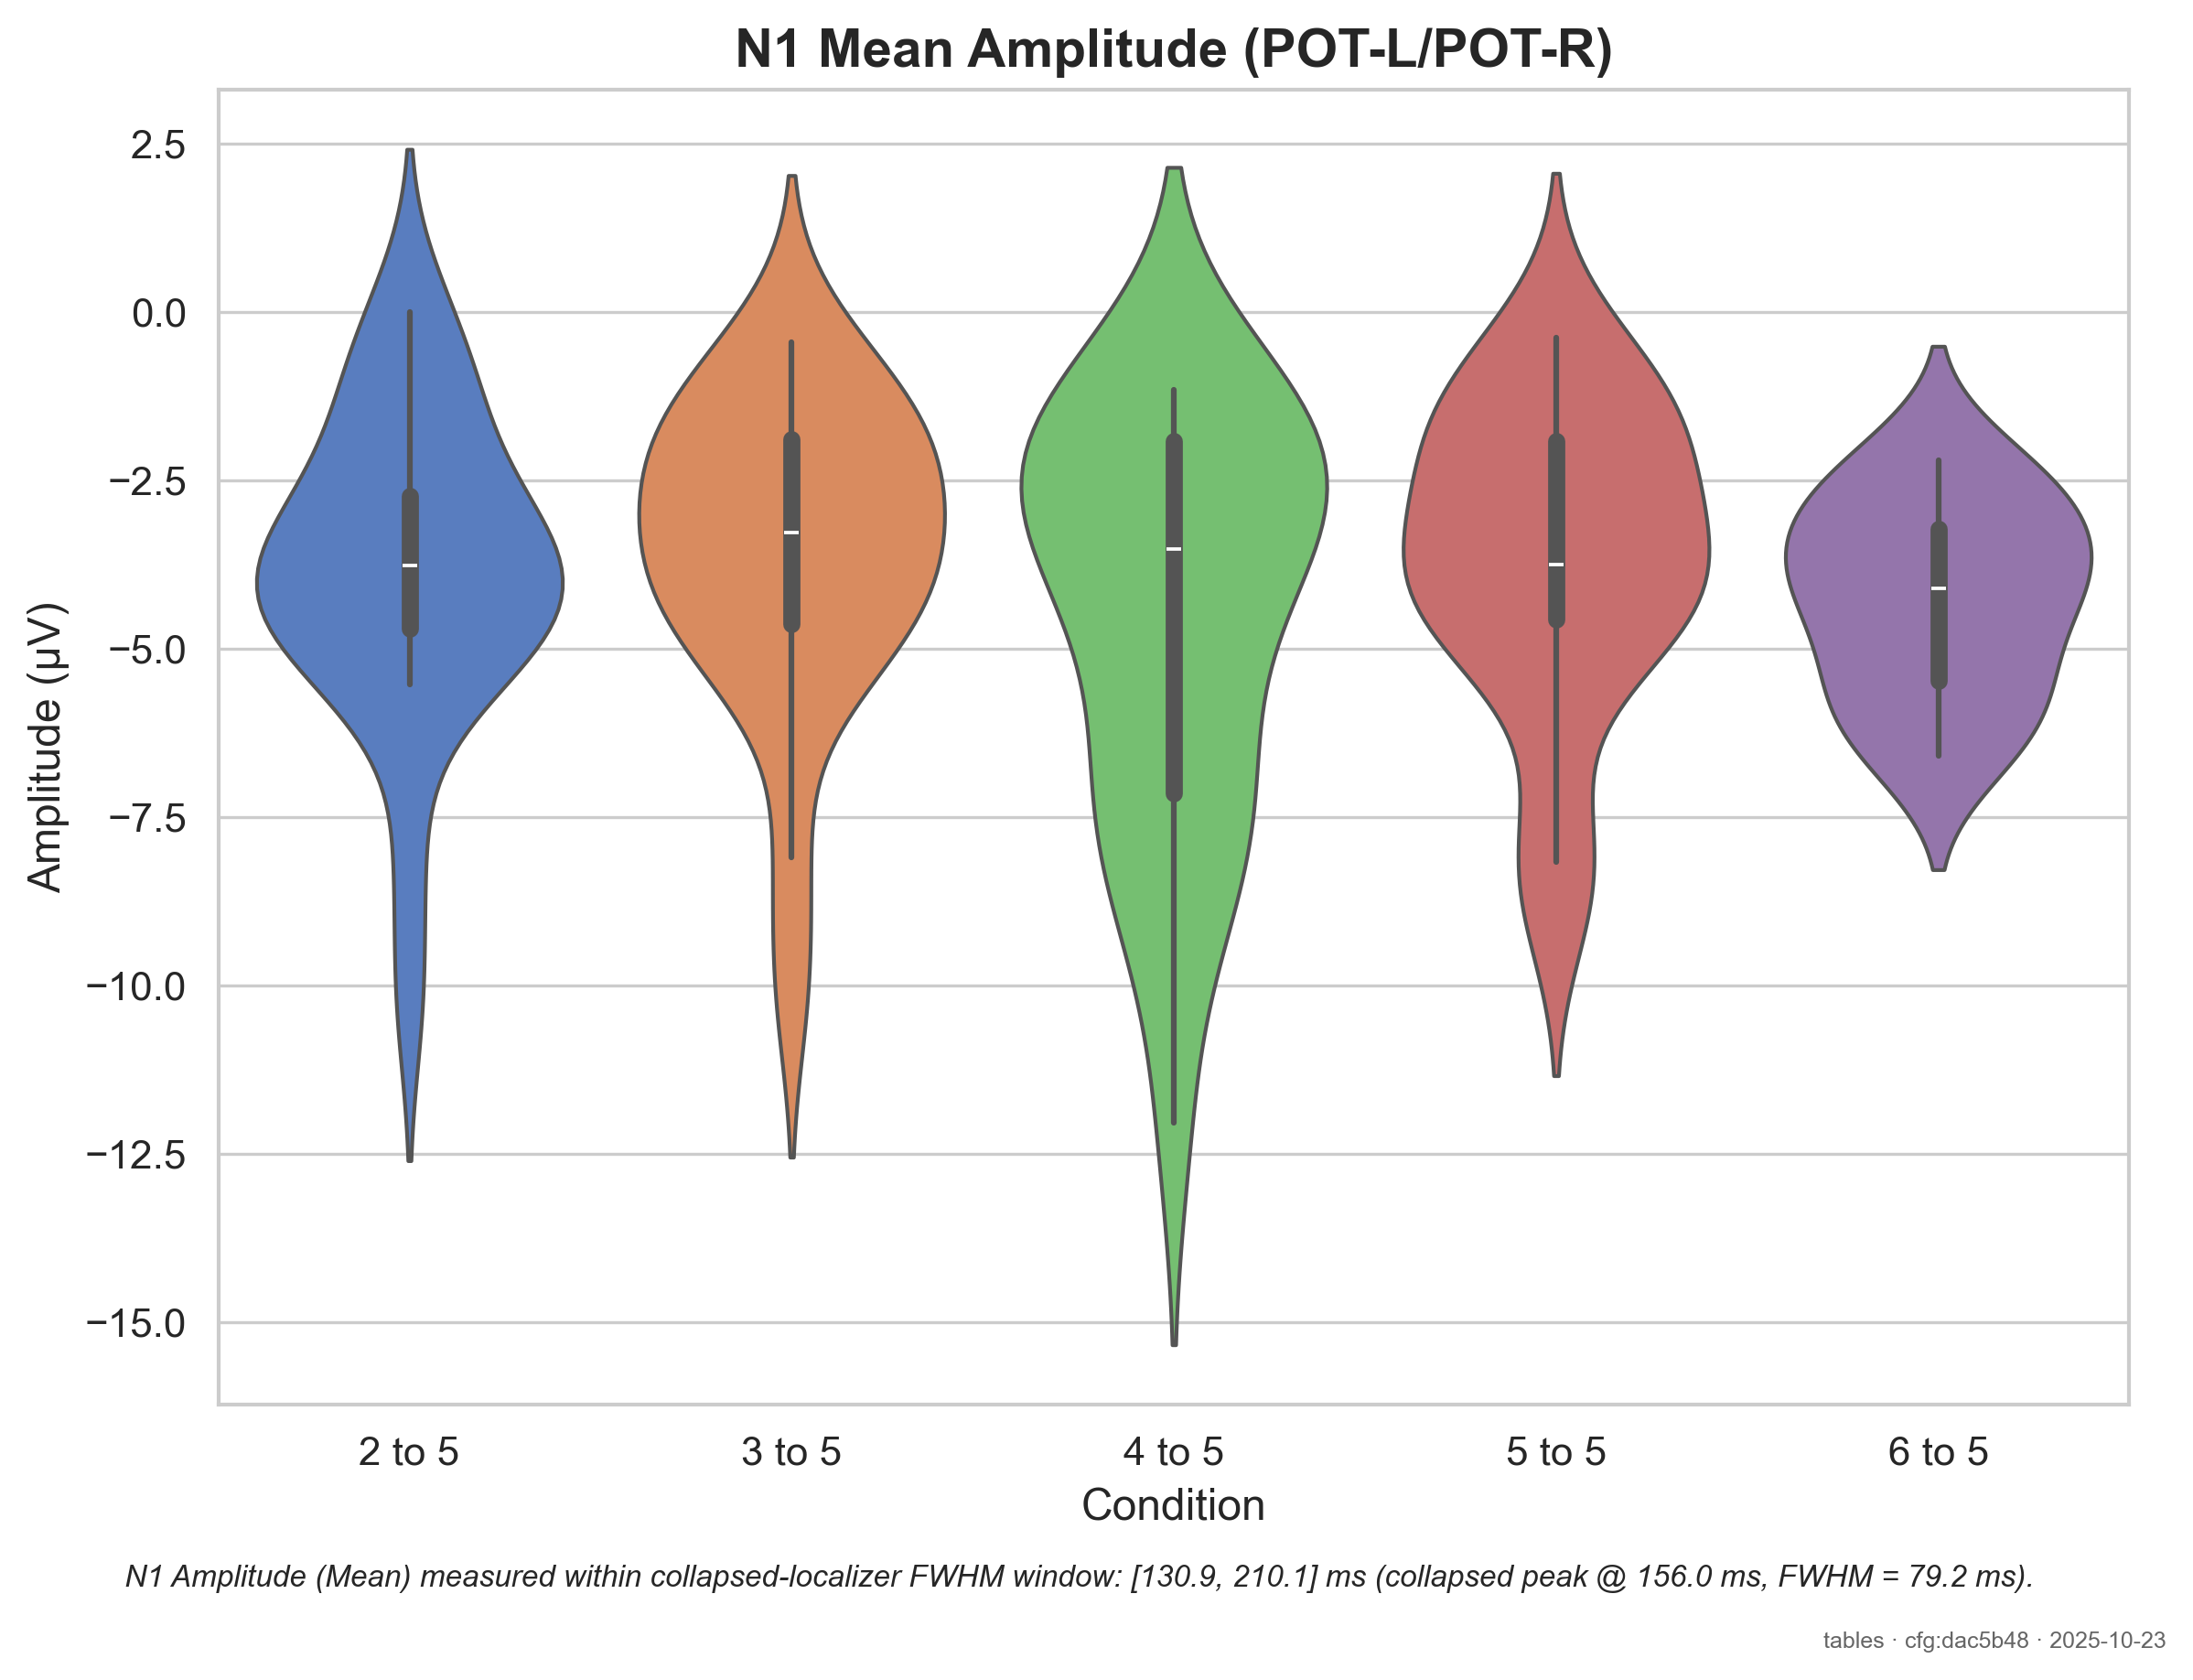 N1 Mean Amplitude (POT-L/POT-R)
2.5
0.0
−2.5
−5.0
−7.5
−10.0
−12.5
−15.0
Amplitude (µV)
2 to 5
3 to 5
4 to 5
5 to 5
6 to 5
Condition
N1 Amplitude (Mean) measured within collapsed-localizer FWHM window: [130.9, 210.1] ms (collapsed peak @ 156.0 ms, FWHM = 79.2 ms).
tables · cfg:dac5b48 · 2025-10-23